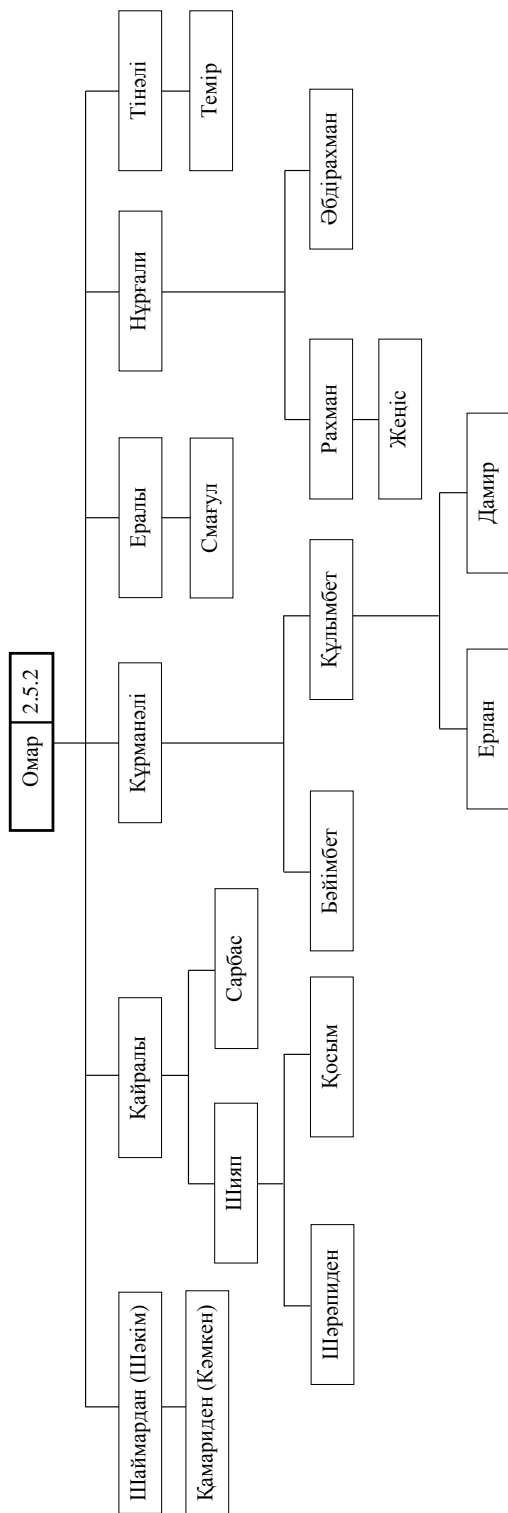 Омар 2.5.2
Шаймардан (Шәкім)
Қайралы
Құрманәлі
Ералы
Нұрғали
Тінәлі
Қамариден (Кәмкен)
Шияп
Сарбас
Смағұл
Темір
Шәрәпиден
Қосым
Бәйімбет
Құлымбет
Рахман
Әбдірахман
Жеңіс
Ерлан
Дамир